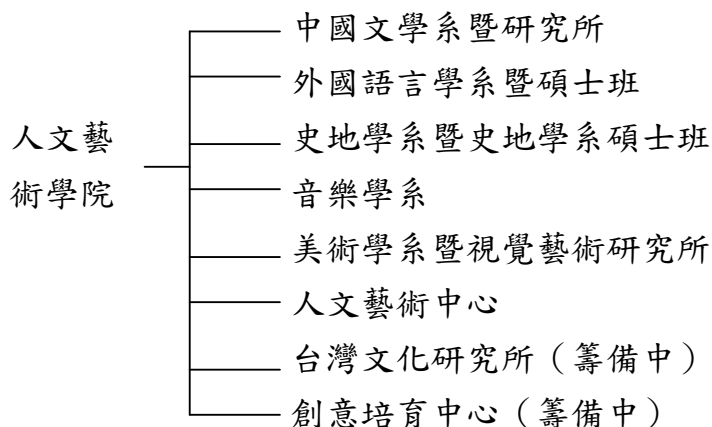 人文藝
術學院
中國文學系暨研究所
外國語言學系暨碩士班
史地學系暨史地學系碩士班
音樂學系
美術學系暨視覺藝術研究所
人文藝術中心
台灣文化研究所（籌備中）
創意培育中心（籌備中）